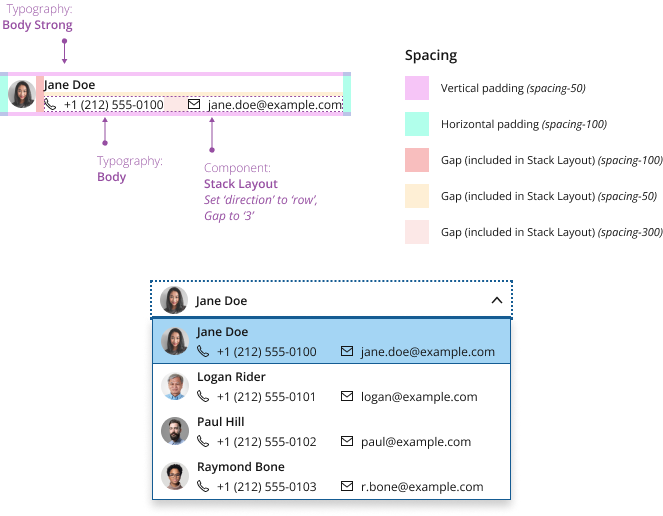 Typography:
Body Strong
Jane Doe
+1 (212) 555-0100
jane.doe@example.com
Typography:
Body
Component:
Stack Layout
Set ‘direction’ to ‘row’,
Gap to ‘3’
Spacing
Vertical padding (spacing-50)
Horizontal padding (spacing-100)
Gap (included in Stack Layout) (spacing-100)
Gap (included in Stack Layout) (spacing-50)
Gap (included in Stack Layout) (spacing-300)
Jane Doe
Jane Doe
+1 (212) 555-0100 jane.doe@example.com
Logan Rider
+1 (212) 555-0101 logan@example.com
Paul Hill
+1 (212) 555-0102 paul@example.com
Raymond Bone
+1 (212) 555-0103 r.bone@example.com